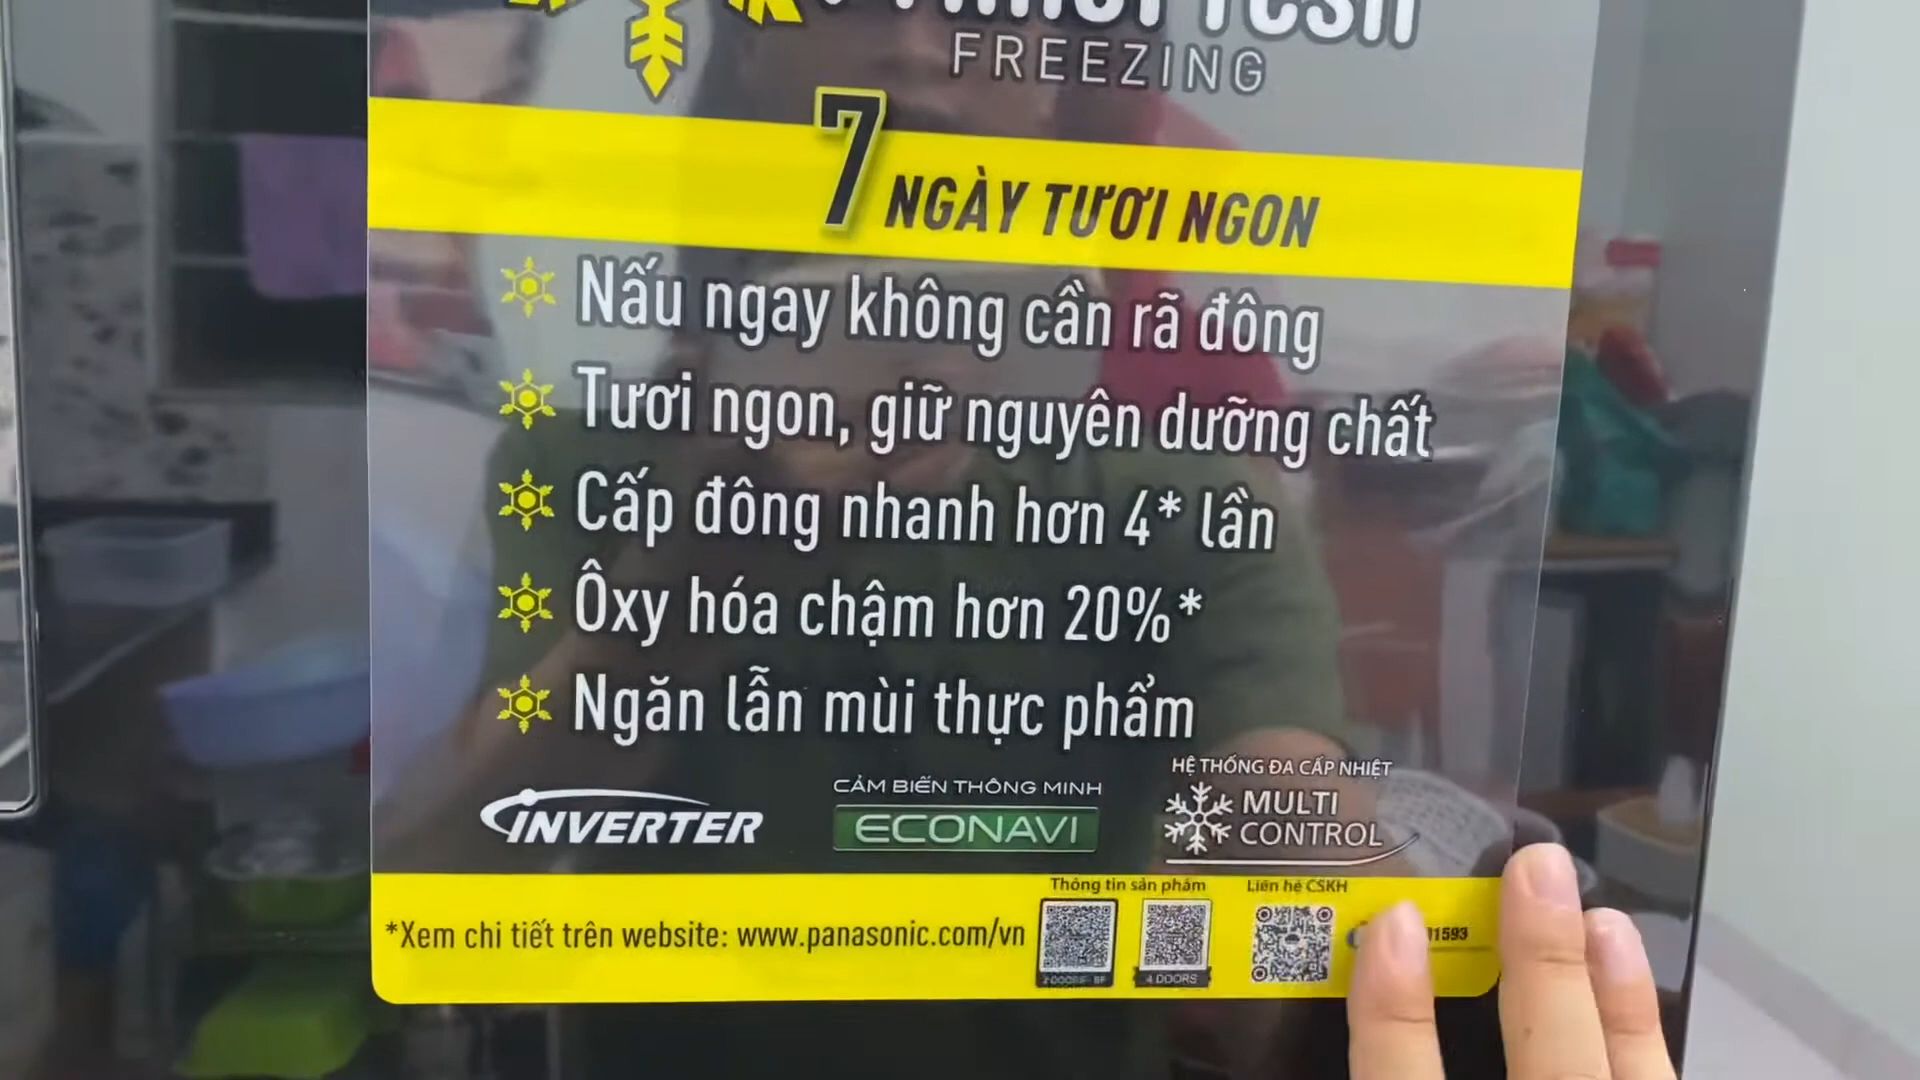 FREEZING
7 NGÀY TƯƠI NGON
Nấu ngay không cần rã đông
Tươi ngon, giữ nguyên dưỡng chất
Cấp đông nhanh hơn 4* lần
Ôxy hóa chậm hơn 20%*
Ngăn lẫn mùi thực phẩm
INVERTER
CẢM BIẾN THÔNG MINH
ECONAVI
HỆ THỐNG ĐA CẤP NHIỆT
MULTI
CONTROL
Thông tin sản phẩm
Liên hệ CSKH
*Xem chi tiết trên website: www.panasonic.com/vn
1593
4 DOORS